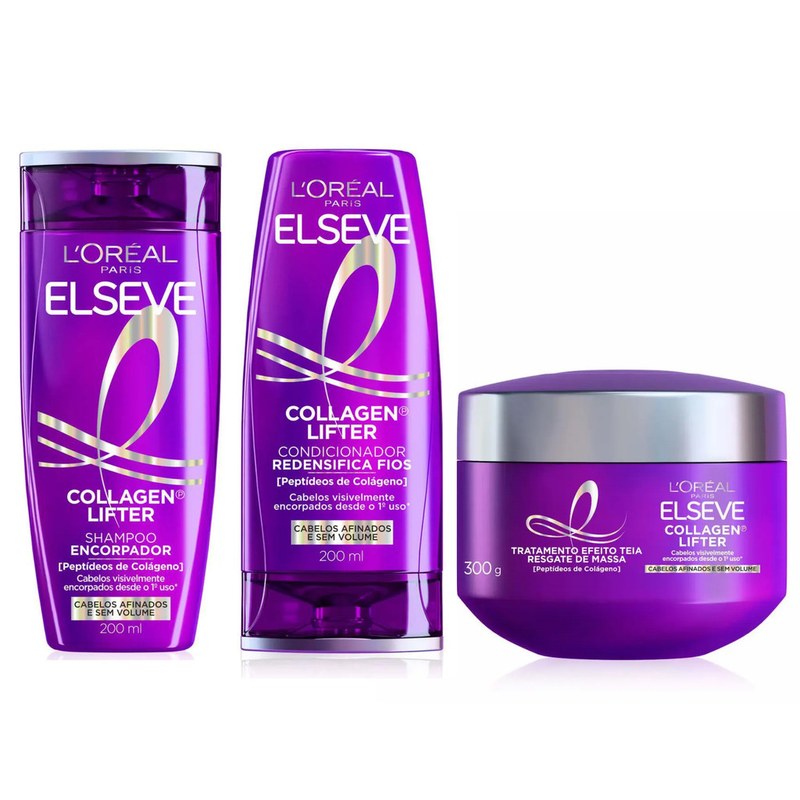 L'ORÉAL
PARIS
ELSEVE
COLLAGEN℗
LIFTER
SHAMPOO
ENCORPADOR
[Peptídeos de Colágeno]
Cabelos visivelmente
encorpados desde o 1º uso*
CABELOS AFINADOS
E SEM VOLUME
200 ml
L'ORÉAL
PARIS
ELSEVE
COLLAGEN℗
LIFTER
CONDICIONADOR
REDENSIFICA FIOS
[Peptídeos de Colágeno]
Cabelos visivelmente
encorpados desde o 1º uso*
CABELOS AFINADOS
E SEM VOLUME
200 ml
300 g
TRATAMENTO EFEITO TEIA
RESGATE DE MASSA
[Peptídeos de Colágeno]
L'ORÉAL
PARIS
ELSEVE
COLLAGEN℗
LIFTER
Cabelos visivelmente
encorpados desde o 1º uso*
CABELOS AFINADOS E SEM VOLUME